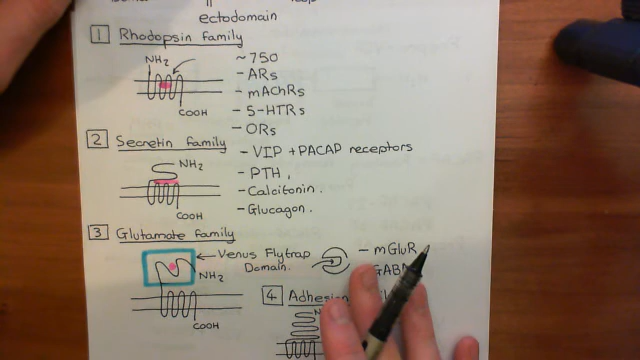 ectodomain
1 Rhodopsin family
NH2
~ 750
- ARs
- mAChRs
COOH
- 5-HTRs
- ORs
2 Secretin family
- VIP + PACAP receptors
NH2
- PTH,
- Calcitonin.
COOH
- Glucagon.
3 Glutamate family
Venus Flytrap
Domain.
- mGluR
NH2
4
COOH